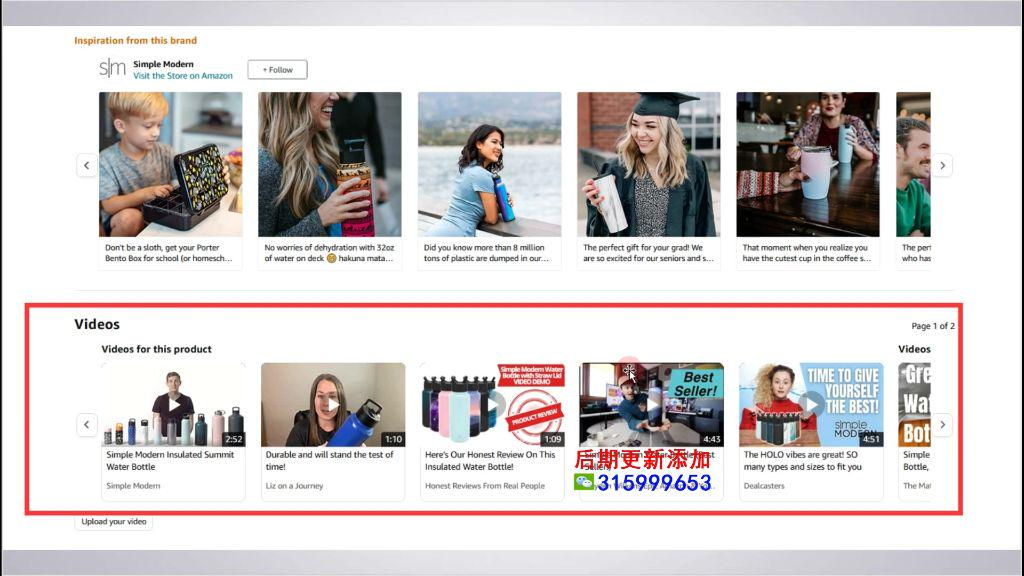 Inspiration from this brand
s|m
Simple Modern
Visit the Store on Amazon
+ Follow
Don't be a sloth, get your Porter
Bento Box for school (or homesch...
No worries of dehydration with 32oz
of water on deck 😄 hakuna mata...
Did you know more than 8 million
tons of plastic are dumped in our...
The perfect gift for your grad! We
are so excited for our seniors and s...
That moment when you realize you
have the cutest cup in the coffee s...
The perf
who has
Videos
Page 1 of 2
Videos for this product
Videos
2:52
Simple Modern Insulated Summit
Water Bottle
Simple Modern
1:10
Durable and will stand the test of
time!
Liz on a Journey
Simple Modern Water
Bottle with Straw Lid
VIDEO DEMO
PRODUCT REVIEW
1:09
Here's Our Honest Review On This
Insulated Water Bottle!
Honest Reviews From Real People
Best
Seller!
4:43
后期更新添加
315999653
TIME TO GIVE
YOURSELF
THE BEST!
simple
MODERN
4:51
The HOLO vibes are great! SO
many types and sizes to fit you
Dealcasters
Gre
Wat
Bot
Simple
Bottle,
The Mat
Upload your video